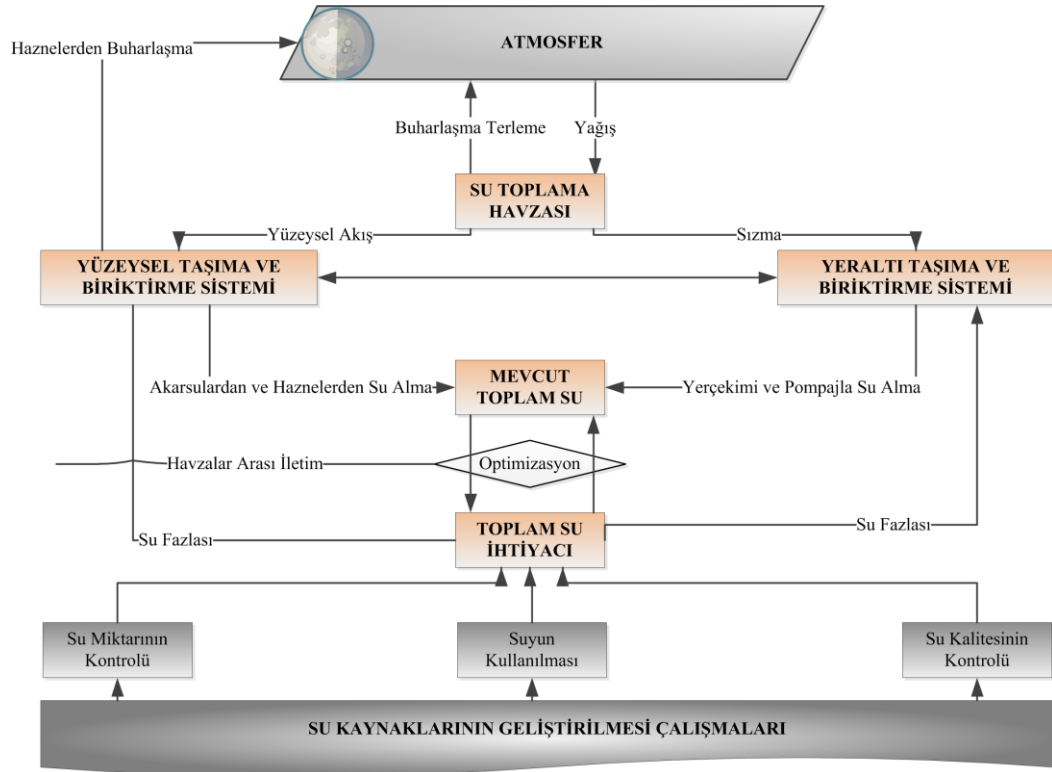 ATMOSFER
Haznelerden Buharlaşma
Buharlaşma Terleme
Yağış
SU TOPLAMA
HAVZASI
Yüzeysel Akış
Sızma
YÜZEYSEL TAŞIMA VE
BİRİKTİRME SİSTEMİ
YERALTI TAŞIMA VE
BİRİKTİRME SİSTEMİ
Akarsulardan ve Haznelerden Su Alma
MEVCUT
TOPLAM SU
Yerçekimi ve Pompajla Su Alma
Havzalar Arası İletim
Optimizasyon
Su Fazlası
TOPLAM SU
İHTİYACI
Su Fazlası
Su Miktarının
Kontrolü
Suyun
Kullanılması
Su Kalitesinin
Kontrolü
SU KAYNAKLARININ GELİŞTİRİLMESİ ÇALIŞMALARI